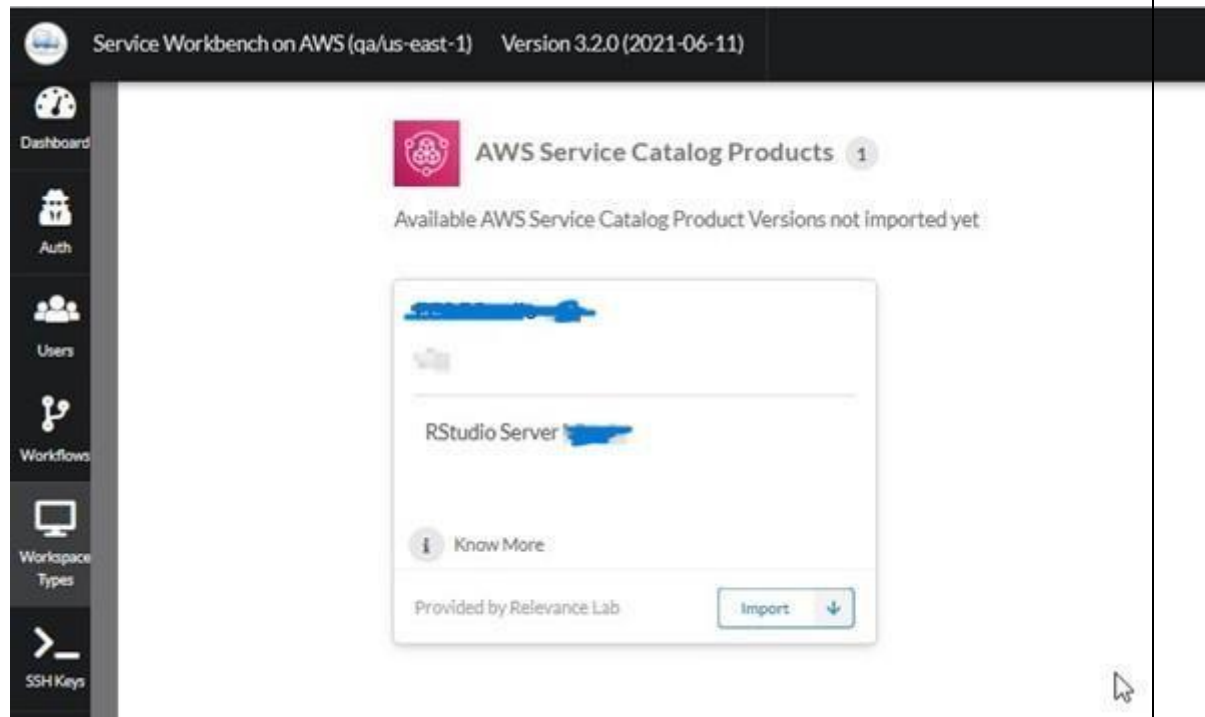 Service Workbench on AWS (qa/us-east-1) Version 3.2.0 (2021-06-11)
Dashboard
Auth
Users
Workflows
Workspace
Types
SSH Keys
AWS Service Catalog Products 1
Available AWS Service Catalog Product Versions not imported yet
RStudio Server
i Know More
Provided by Relevance Lab Import